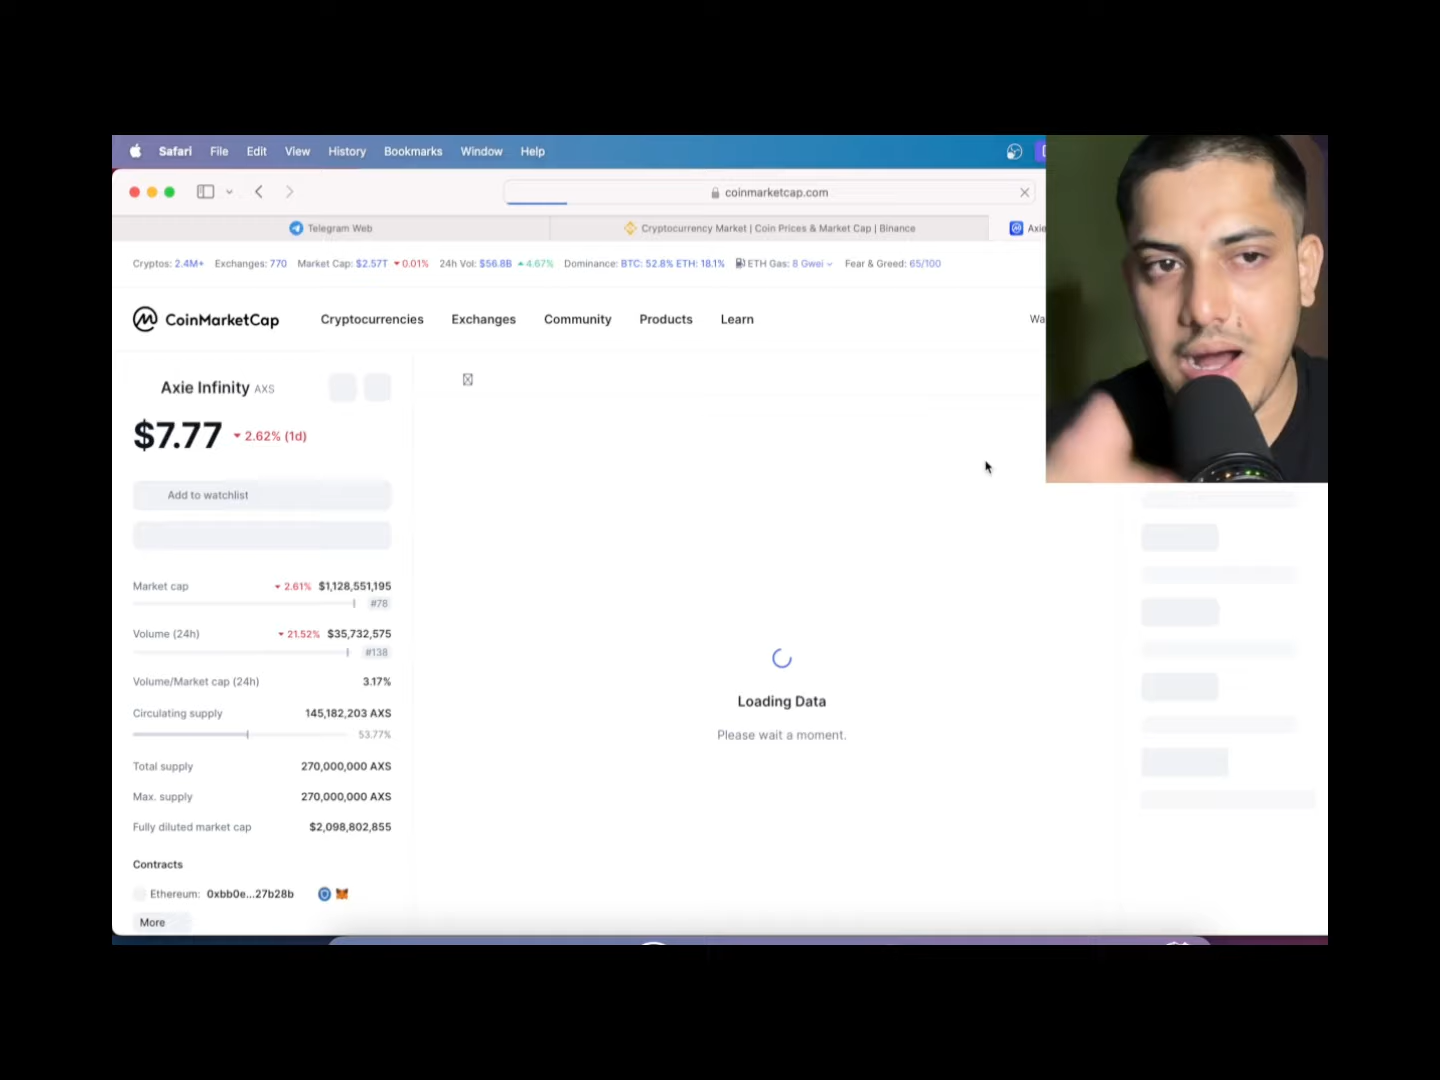 Safari File Edit View History Bookmarks Window Help
coinmarketcap.com
Telegram Web Cryptocurrency Market | Coin Prices & Market Cap | Binance Axie
Cryptos: 2.4M+ Exchanges: 770 Market Cap: $2.57T 0.01% 24h Vol: $56.8B 4.67% Dominance: BTC: 52.8% ETH: 18.1% ETH Gas: 8 Gwei Fear & Greed: 65/100
CoinMarketCap Cryptocurrencies Exchanges Community Products Learn Wa
Axie Infinity AXS
$7.77 2.62% (1d)
Add to watchlist
Market cap 2.61% $1,128,551,195
#78
Volume (24h) 21.52% $35,732,575
#138
Volume/Market cap (24h) 3.17%
Circulating supply 145,182,203 AXS
53.77%
Total supply 270,000,000 AXS
Max. supply 270,000,000 AXS
Fully diluted market cap $2,098,802,855
Contracts
Ethereum: 0xbb0e...27b28b
More
Loading Data
Please wait a moment.